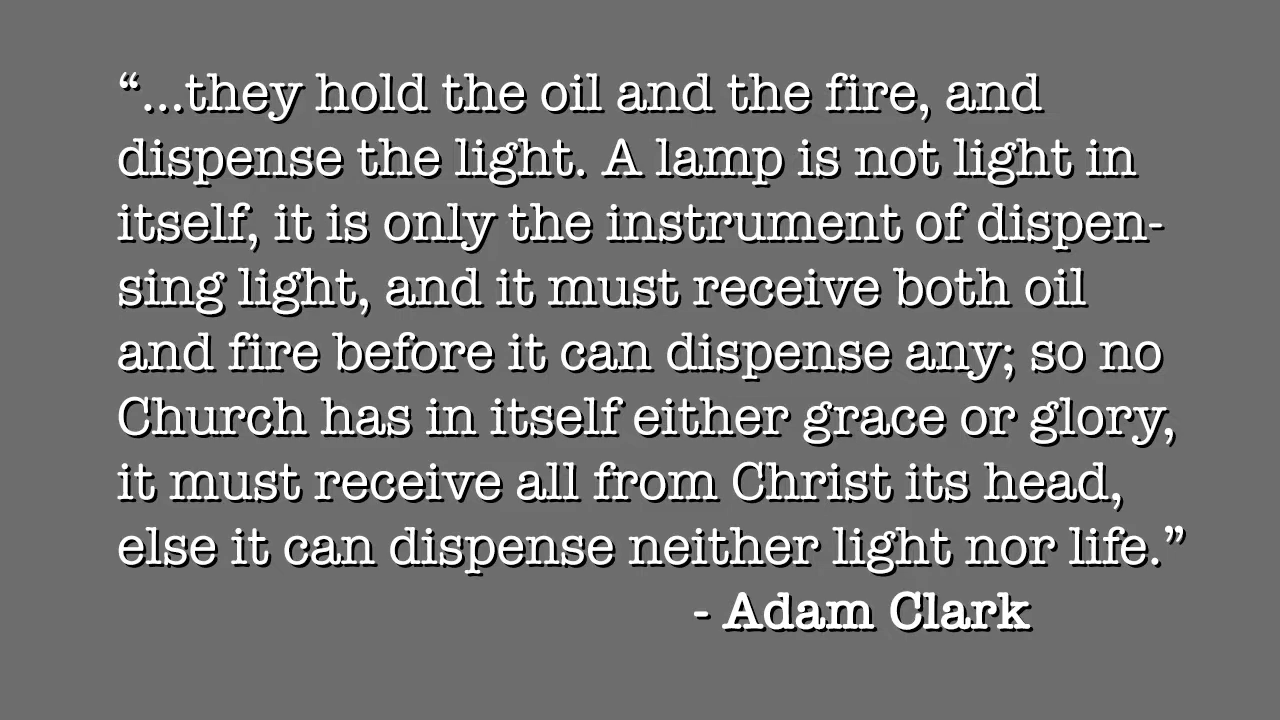 “...they hold the oil and the fire, and
dispense the light. A lamp is not light in
itself, it is only the instrument of dispen-
sing light, and it must receive both oil
and fire before it can dispense any; so no
Church has in itself either grace or glory,
it must receive all from Christ its head,
else it can dispense neither light nor life.”
- Adam Clark